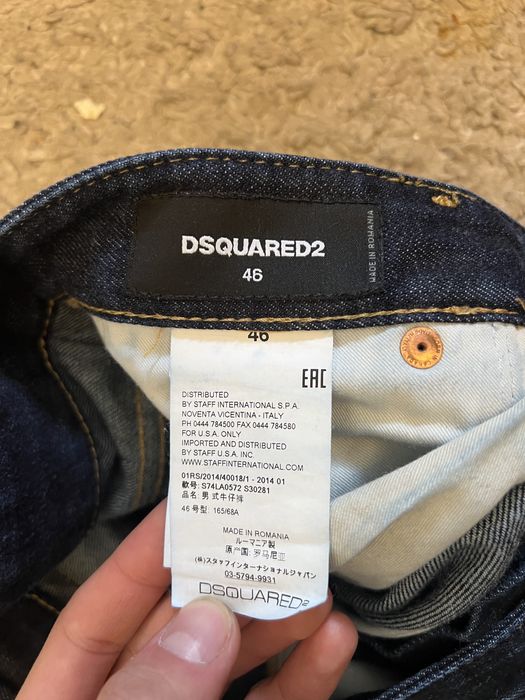 DSQUARED2
46
MADE IN ROMANIA
46
EAC
DISTRIBUTED
BY STAFF INTERNATIONAL S.P.A.
NOVENTA VICENTINA - ITALY
PH 0444 784500 FAX 0444 784580
FOR U.S.A. ONLY
IMPORTED AND DISTRIBUTED
BY STAFF U.S.A. INC.
WWW.STAFFINTERNATIONAL.COM
01RS/2014/40018/1 - 2014 01
款号: S74LA0572 S30281
品名: 男式牛仔裤
46 号型: 165/68A
MADE IN ROMANIA
ルーマニア製
原产国: 罗马尼亚
(株)スタッフインターナショナルジャパン
03-5794-9931
DSQUARED2